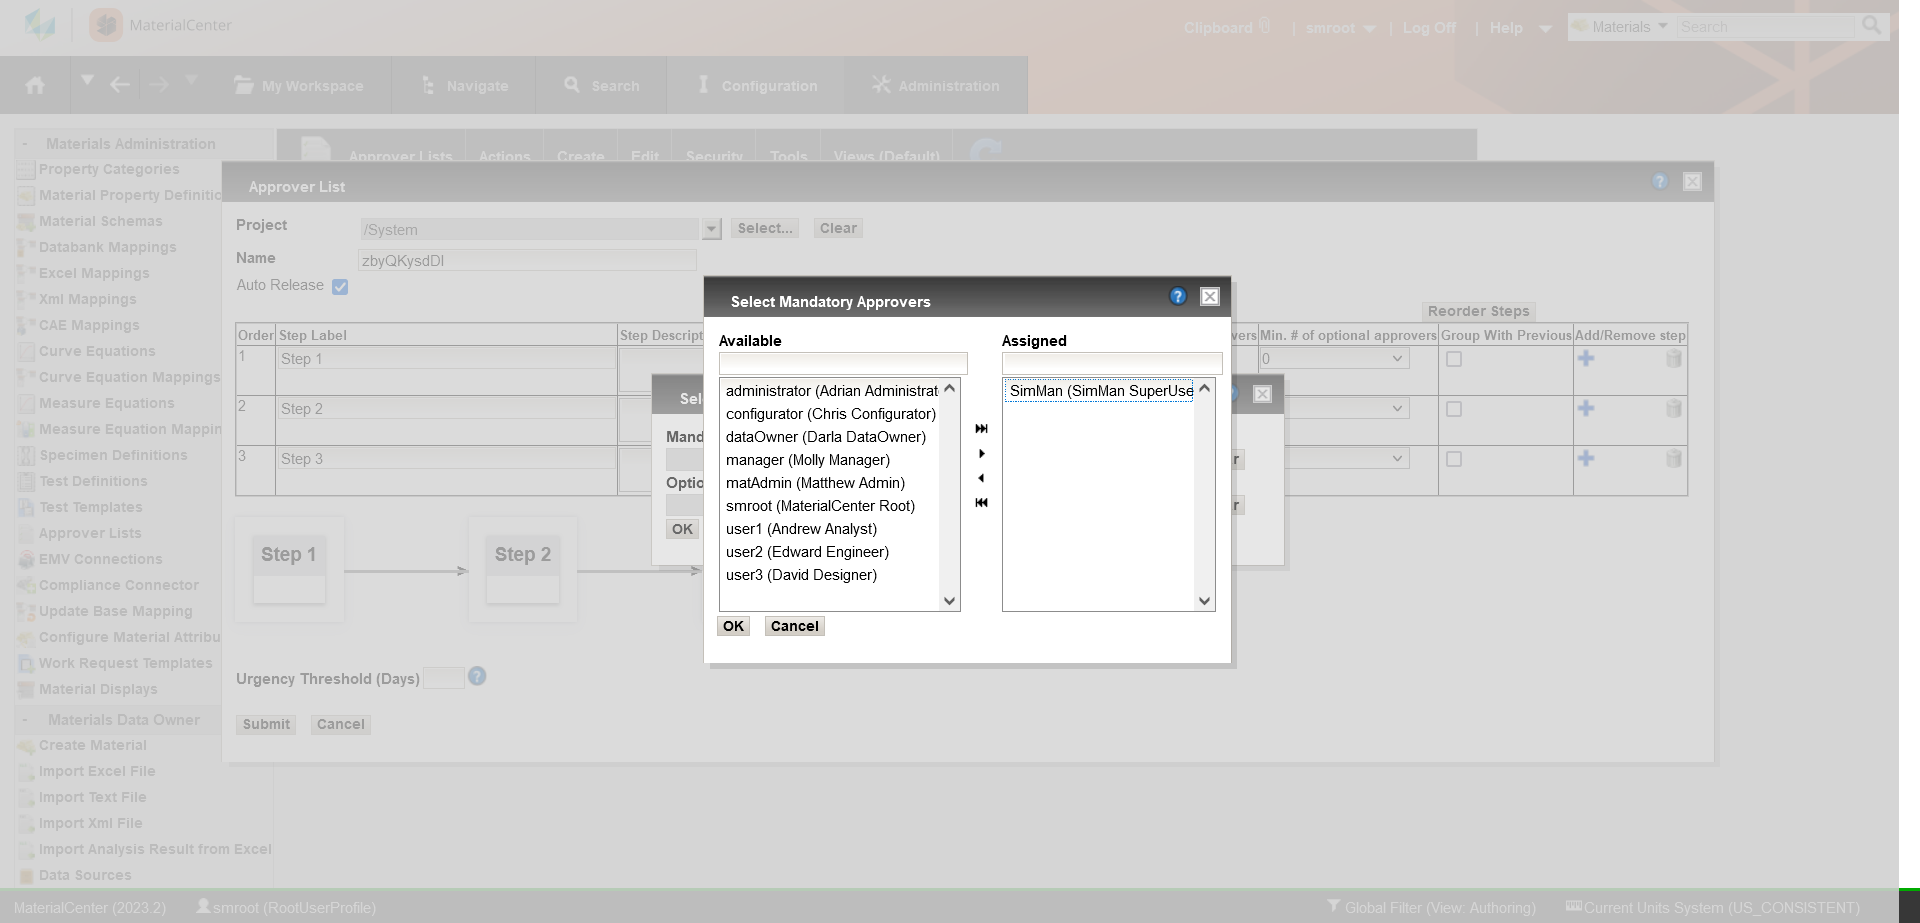 MaterialCenter
Clipboard | smroot | Log Off | Help
Materials Search
My Workspace Navigate Search Configuration Administration
- Materials Administration
Property Categories
Material Property Definitic
Material Schemas
Databank Mappings
Excel Mappings
Xml Mappings
CAE Mappings
Curve Equations
Curve Equation Mappings
Measure Equations
Measure Equation Mappin
Specimen Definitions
Test Definitions
Test Templates
Approver Lists
EMV Connections
Compliance Connector
Update Base Mapping
Configure Material Attribu
Work Request Templates
Material Displays
- Materials Data Owner
Create Material
Import Excel File
Import Text File
Import Xml File
Import Analysis Result from Excel
Data Sources
Approver Lists Actions Create Edit Security Tools Views (Default)
Approver List ?
Project /System Select... Clear
Name zbyQKysdDI
Auto Release
Reorder Steps
Order Step Label Step Descript vers Min. # of optional approvers Group With Previous Add/Remove step
1 Step 1 0
2 Step 2
3 Step 3
Step 1 Step 2
Urgency Threshold (Days) ?
Submit Cancel
Sel
Mand
r
Optio
r
OK
Select Mandatory Approvers ?
Available Assigned
administrator (Adrian Administrat
configurator (Chris Configurator)
dataOwner (Darla DataOwner)
manager (Molly Manager)
matAdmin (Matthew Admin)
smroot (MaterialCenter Root)
user1 (Andrew Analyst)
user2 (Edward Engineer)
user3 (David Designer)
SimMan (SimMan SuperUse
OK Cancel
MaterialCenter (2023.2) smroot (RootUserProfile) Global Filter (View: Authoring) Current Units System (US_CONSISTENT)